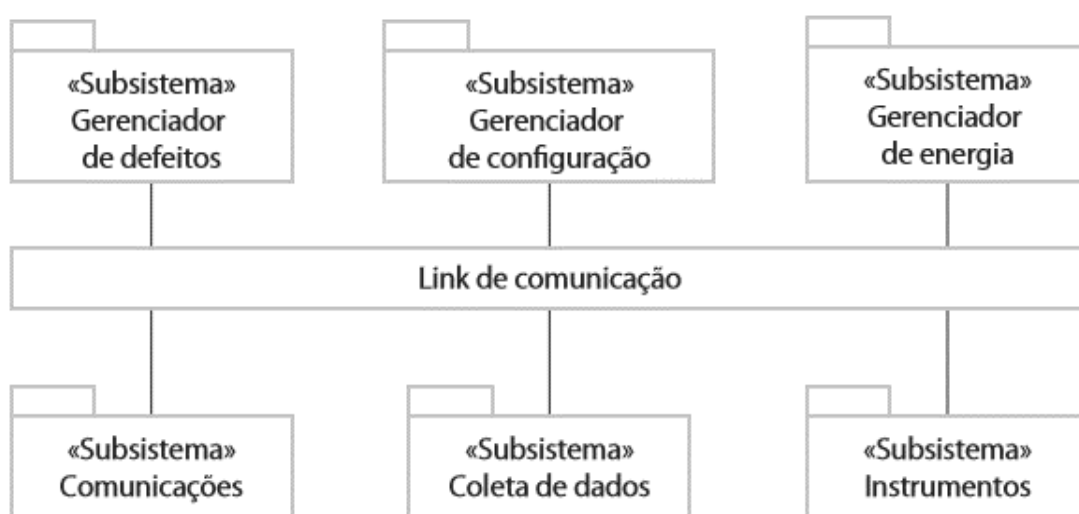 «Subsistema»
Gerenciador
de defeitos
«Subsistema»
Gerenciador
de configuração
«Subsistema»
Gerenciador
de energia
Link de comunicação
«Subsistema»
Comunicações
«Subsistema»
Coleta de dados
«Subsistema»
Instrumentos